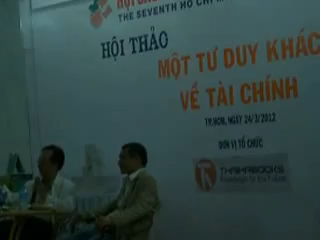 THE SEVENTH HO CHI
HỘI THẢO
MỘT TƯ DUY KHÁC
VỀ TÀI CHÍNH
TP.HCM, NGÀY 24/3/2012
ĐƠN VỊ TỔ CHỨC
THAIHABOOKS